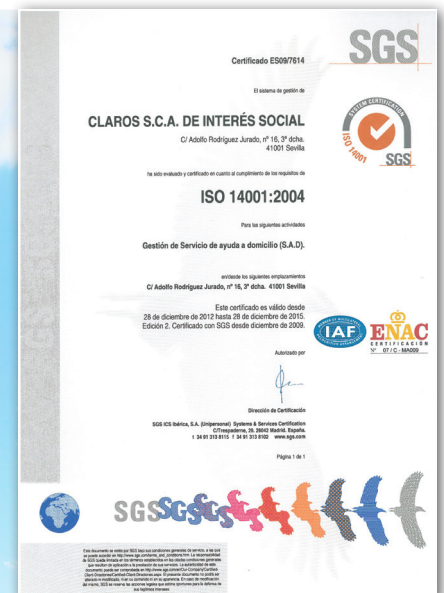 SGS
Certificado ES09/7614
El sistema de gestión de
CLAROS S.C.A. DE INTERÉS SOCIAL
C/ Adolfo Rodríguez Jurado, nº 16, 3º dcha.
41001 Sevilla
SYSTEM CERTIFICATION
ISO 14001
SGS
ha sido evaluado y certificado en cuanto al cumplimiento de los requisitos de
ISO 14001:2004
Para las siguientes actividades
Gestión de Servicio de ayuda a domicilio (S.A.D).
en/desde los siguientes emplazamientos
C/ Adolfo Rodríguez Jurado, nº 16, 3º dcha. 41001 Sevilla
Este certificado es válido desde
28 de diciembre de 2012 hasta 28 de diciembre de 2015.
Edición 2. Certificado con SGS desde diciembre de 2009.
IAF
ENAC
CERTIFICACIÓN
Nº 07 / C - MA009
Autorizado por
Dirección de Certificación
SGS ICS Ibérica, S.A. (Unipersonal) Systems & Services Certification
C/Trespaderne, 29. 28042 Madrid. España.
t 34 91 313 8115 f 34 91 313 8102 www.sgs.com
Página 1 de 1
SGSSGSSGS